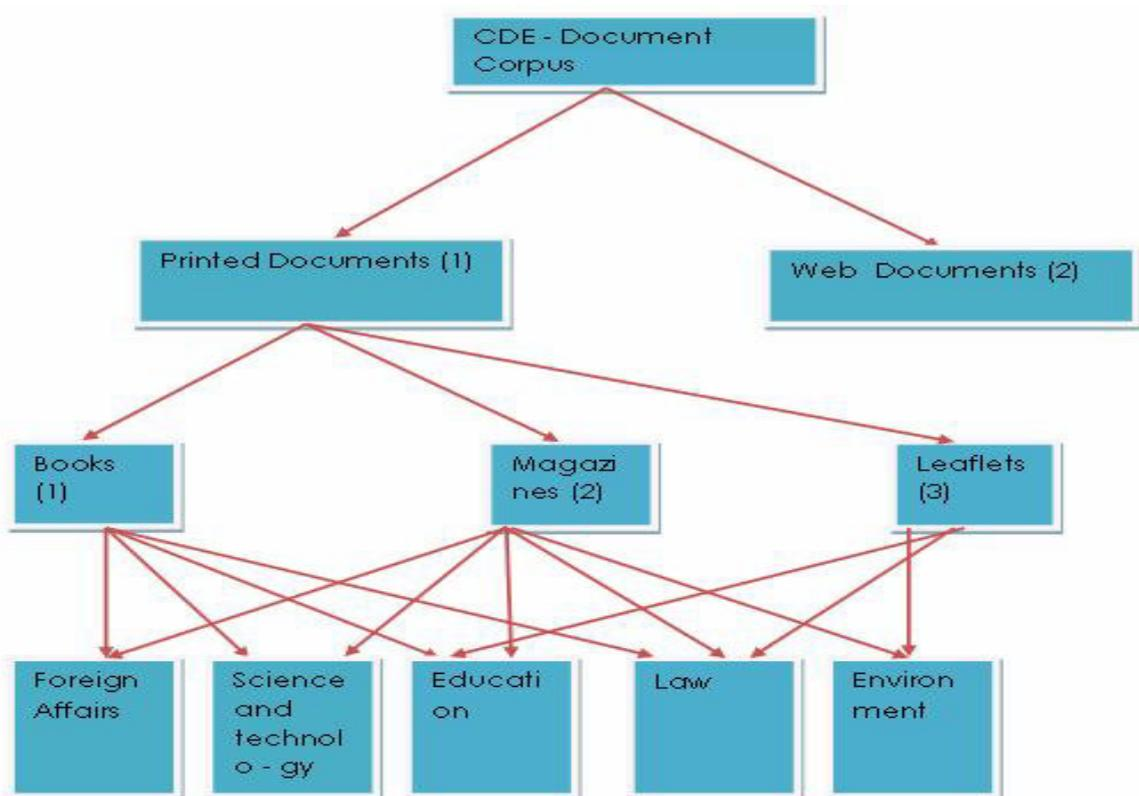 CDE - Document
Corpus
Printed Documents (1)
Web Documents (2)
Books
(1)
Magazi
nes (2)
Leaflets
(3)
Foreign
Affairs
Science
and
technol
o - gy
Educati
on
Law
Environ
ment